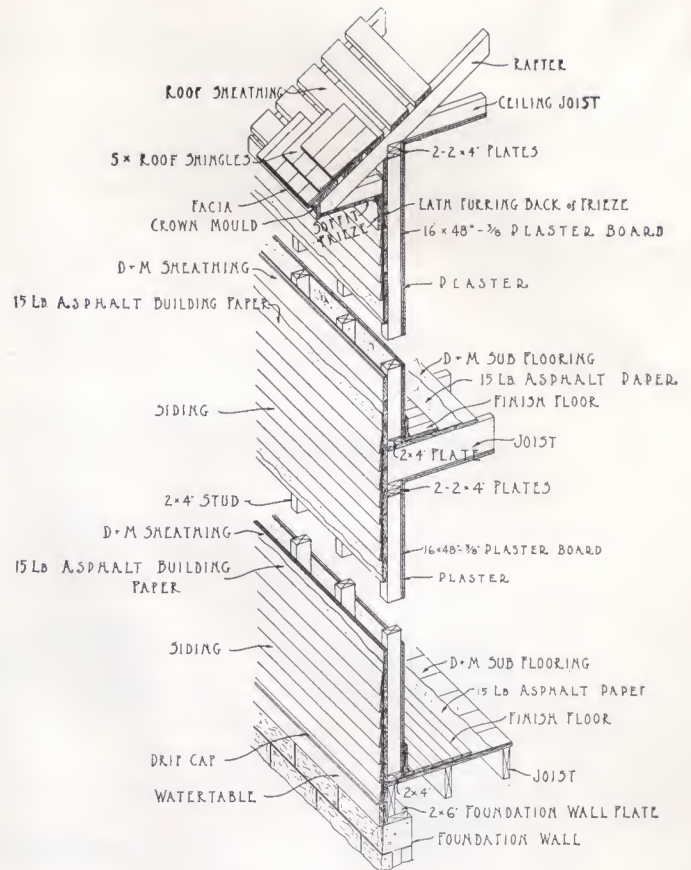 RAFTER
ROOF SHEATHING
CEILING JOIST
5× ROOF SHINGLES
2-2×4" PLATES
FACIA
CROWN MOULD
SOFFAT
FRIEZE
LATH FURRING BACK of FRIEZE
16×48"-3/8 PLASTER BOARD
D+M SHEATHING
PLASTER
15 LB. ASPHALT BUILDING PAPER
D+M SUB FLOORING
15 LB. ASPHALT PAPER
FINISH FLOOR
SIDING
JOIST
2×4" PLATE
2-2×4" PLATES
2×4" STUD
D+M SHEATHING
16×48"-3/8" PLASTER BOARD
15 LB ASPHALT BUILDING
PAPER
PLASTER
SIDING
D+M SUB FLOORING
15 LB ASPHALT PAPER
FINISH FLOOR
DRIP CAP
JOIST
WATERTABLE
2×4"
2×6" FOUNDATION WALL PLATE
FOUNDATION WALL